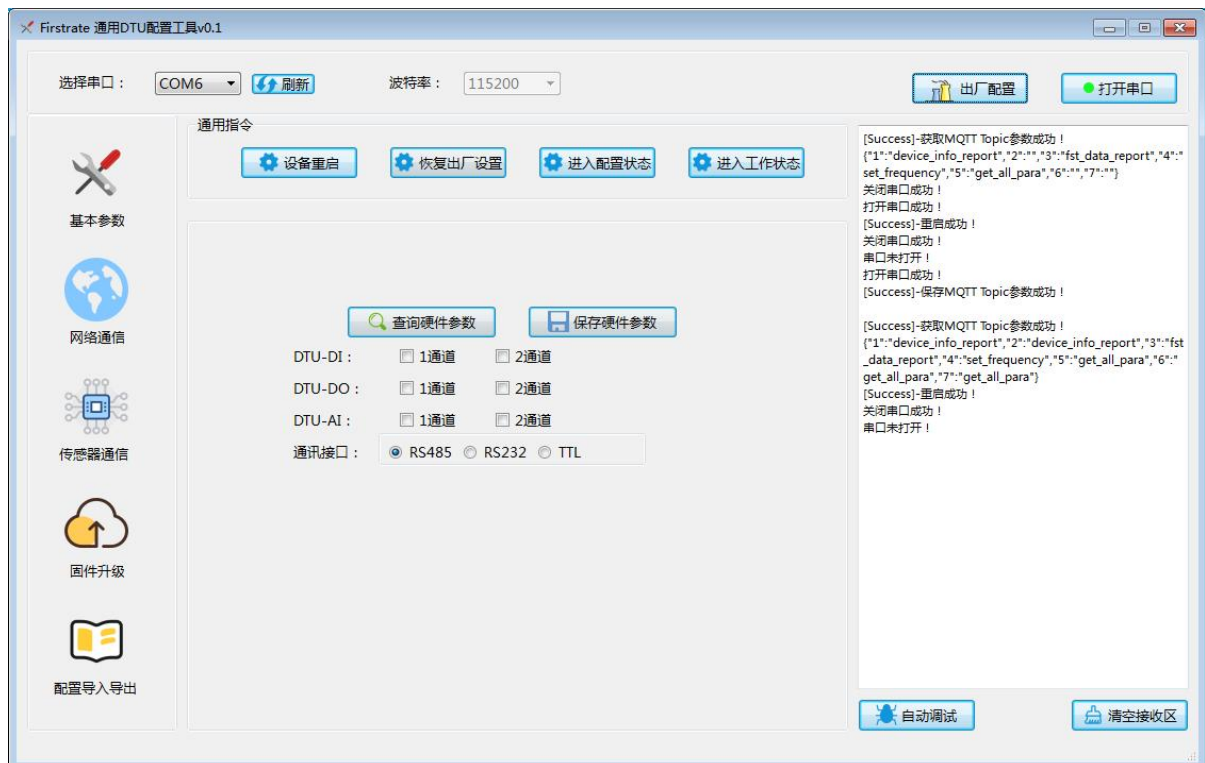 Firstrate 通用DTU配置工具v0.1
选择串口： COM6 刷新 波特率： 115200 出厂配置 打开串口
基本参数
网络通信
传感器通信
固件升级
配置导入导出
通用指令
设备重启 恢复出厂设置 进入配置状态 进入工作状态
查询硬件参数 保存硬件参数
DTU-DI： 1通道 2通道
DTU-DO： 1通道 2通道
DTU-AI： 1通道 2通道
通讯接口： RS485 RS232 TTL
[Success]-获取MQTT Topic参数成功！
{"1":"device_info_report","2":"","3":"fst_data_report","4":"
set_frequency","5":"get_all_para","6":"","7":""}
关闭串口成功！
打开串口成功！
[Success]-重启成功！
关闭串口成功！
串口未打开！
打开串口成功！
[Success]-保存MQTT Topic参数成功！
[Success]-获取MQTT Topic参数成功！
{"1":"device_info_report","2":"device_info_report","3":"fst
_data_report","4":"set_frequency","5":"get_all_para","6":"
get_all_para","7":"get_all_para"}
[Success]-重启成功！
关闭串口成功！
串口未打开！
自动调试 清空接收区